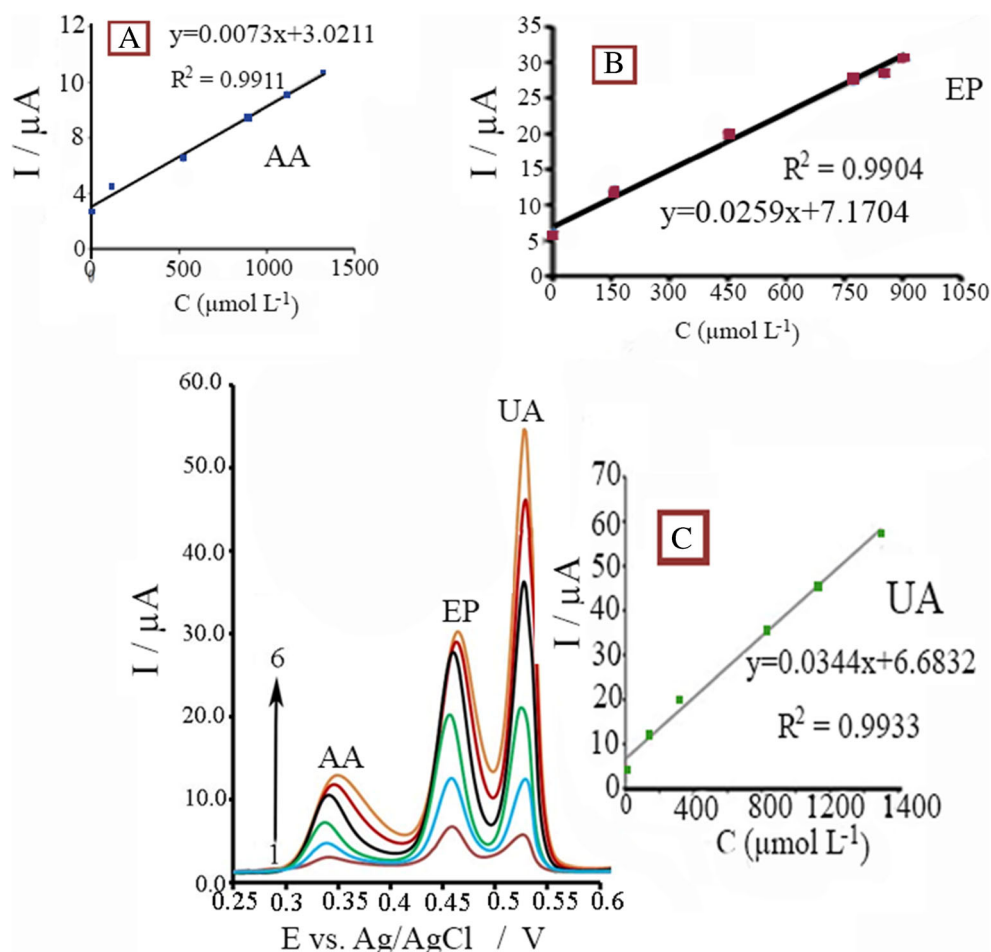 A
y=0.0073x+3.0211
R² = 0.9911
AA
I / µA
12
10
8
6
4
2
0
0
500
1000
1500
C (µmol L⁻¹)
B
EP
R² = 0.9904
y=0.0259x+7.1704
I / µA
35
30
25
20
15
10
5
0
0
150
300
450
600
750
900
1050
C (µmol L⁻¹)
UA
EP
AA
6
1
I / µA
60.0
50.0
40.0
30.0
20.0
10.0
0.0
0.25
0.3
0.35
0.4
0.45
0.5
0.55
0.6
E vs. Ag/AgCl / V
C
UA
y=0.0344x+6.6832
R² = 0.9933
I / µA
70
60
50
40
30
20
10
0
0
400
800
1200
1400
C (µmol L⁻¹)